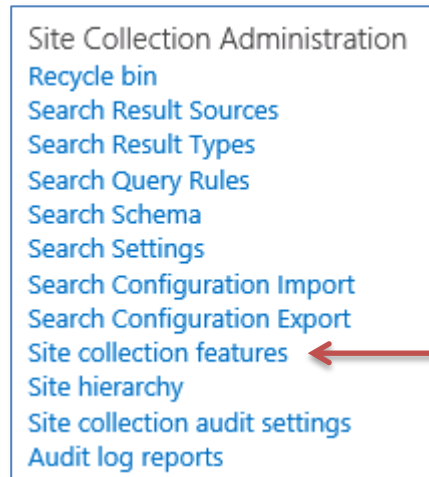 Site Collection Administration
Recycle bin
Search Result Sources
Search Result Types
Search Query Rules
Search Schema
Search Settings
Search Configuration Import
Search Configuration Export
Site collection features
Site hierarchy
Site collection audit settings
Audit log reports